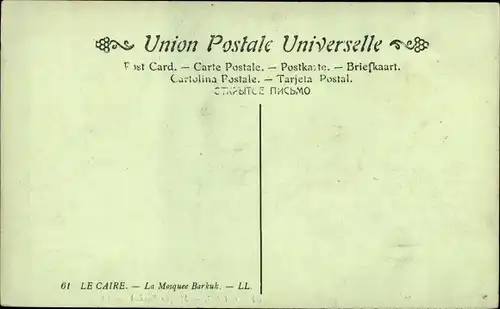 Union Postale Universelle
Post Card. — Carte Postale. — Postkarte. — Briefkaart.
Cartolina Postale. — Tarjeta Postal.
ОТКРЫТОЕ ПИСЬМО
61 LE CAIRE. — La Mosquee Barkuk. — LL.